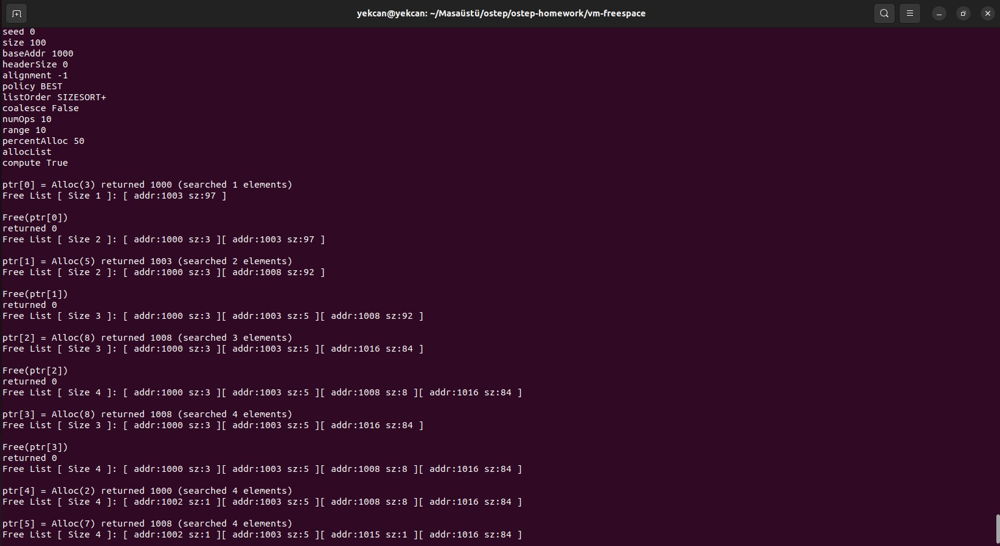 yekcan@yekcan: ~/Masaüstü/ostep/ostep-homework/vm-freespace
seed 0
size 100
baseAddr 1000
headerSize 0
alignment -1
policy BEST
listOrder SIZESORT+
coalesce False
numOps 10
range 10
percentAlloc 50
allocList
compute True
ptr[0] = Alloc(3) returned 1000 (searched 1 elements)
Free List [ Size 1 ]: [ addr:1003 sz:97 ]
Free(ptr[0])
returned 0
Free List [ Size 2 ]: [ addr:1000 sz:3 ][ addr:1003 sz:97 ]
ptr[1] = Alloc(5) returned 1003 (searched 2 elements)
Free List [ Size 2 ]: [ addr:1000 sz:3 ][ addr:1008 sz:92 ]
Free(ptr[1])
returned 0
Free List [ Size 3 ]: [ addr:1000 sz:3 ][ addr:1003 sz:5 ][ addr:1008 sz:92 ]
ptr[2] = Alloc(8) returned 1008 (searched 3 elements)
Free List [ Size 3 ]: [ addr:1000 sz:3 ][ addr:1003 sz:5 ][ addr:1016 sz:84 ]
Free(ptr[2])
returned 0
Free List [ Size 4 ]: [ addr:1000 sz:3 ][ addr:1003 sz:5 ][ addr:1008 sz:8 ][ addr:1016 sz:84 ]
ptr[3] = Alloc(8) returned 1008 (searched 4 elements)
Free List [ Size 3 ]: [ addr:1000 sz:3 ][ addr:1003 sz:5 ][ addr:1016 sz:84 ]
Free(ptr[3])
returned 0
Free List [ Size 4 ]: [ addr:1000 sz:3 ][ addr:1003 sz:5 ][ addr:1008 sz:8 ][ addr:1016 sz:84 ]
ptr[4] = Alloc(2) returned 1000 (searched 4 elements)
Free List [ Size 4 ]: [ addr:1002 sz:1 ][ addr:1003 sz:5 ][ addr:1008 sz:8 ][ addr:1016 sz:84 ]
ptr[5] = Alloc(7) returned 1008 (searched 4 elements)
Free List [ Size 4 ]: [ addr:1002 sz:1 ][ addr:1003 sz:5 ][ addr:1015 sz:1 ][ addr:1016 sz:84 ]